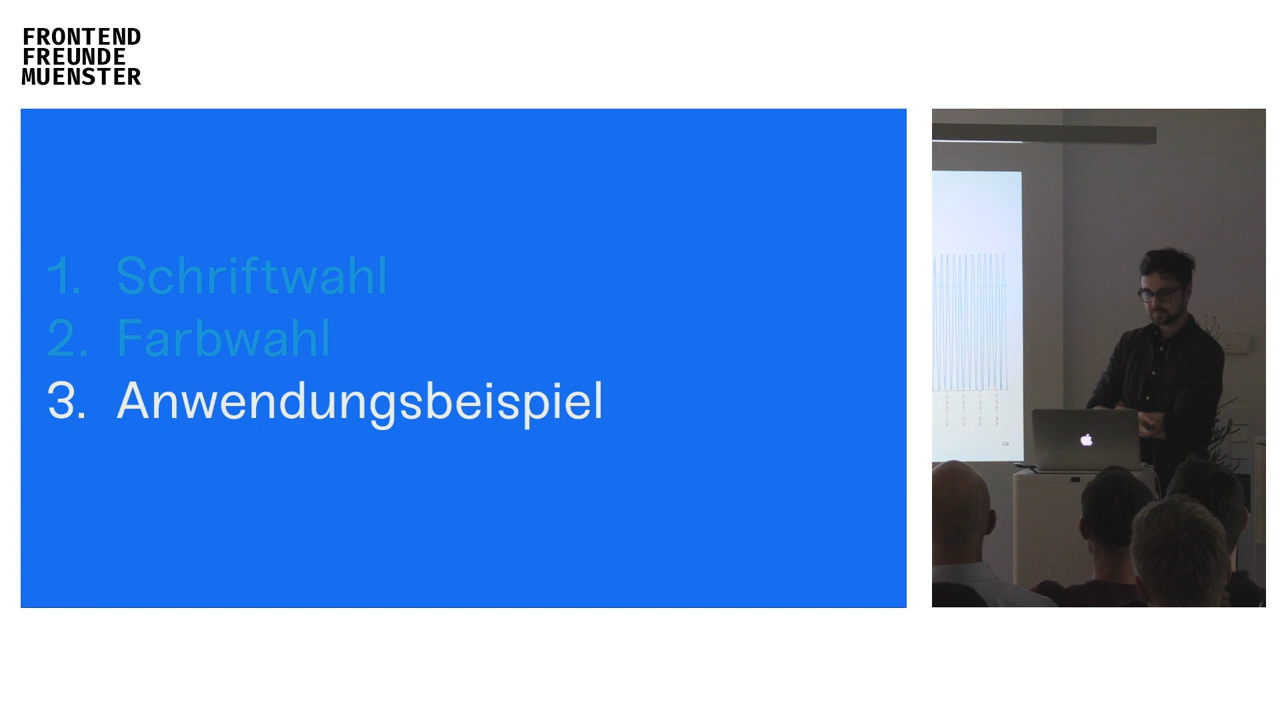 FRONTEND
FREUNDE
MUENSTER
1. Schriftwahl
2. Farbwahl
3. Anwendungsbeispiel